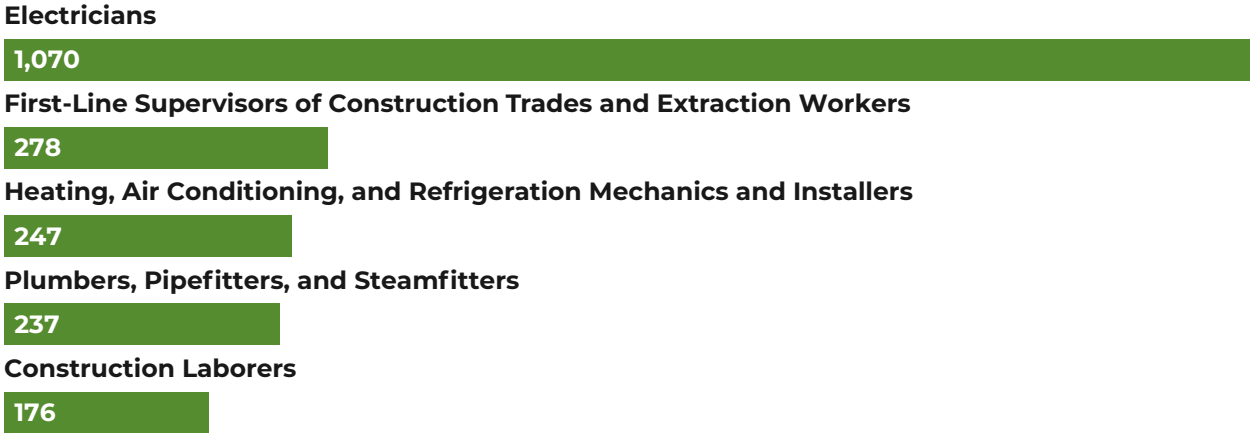 Electricians
1,070
First-Line Supervisors of Construction Trades and Extraction Workers
278
Heating, Air Conditioning, and Refrigeration Mechanics and Installers
247
Plumbers, Pipefitters, and Steamfitters
237
Construction Laborers
176